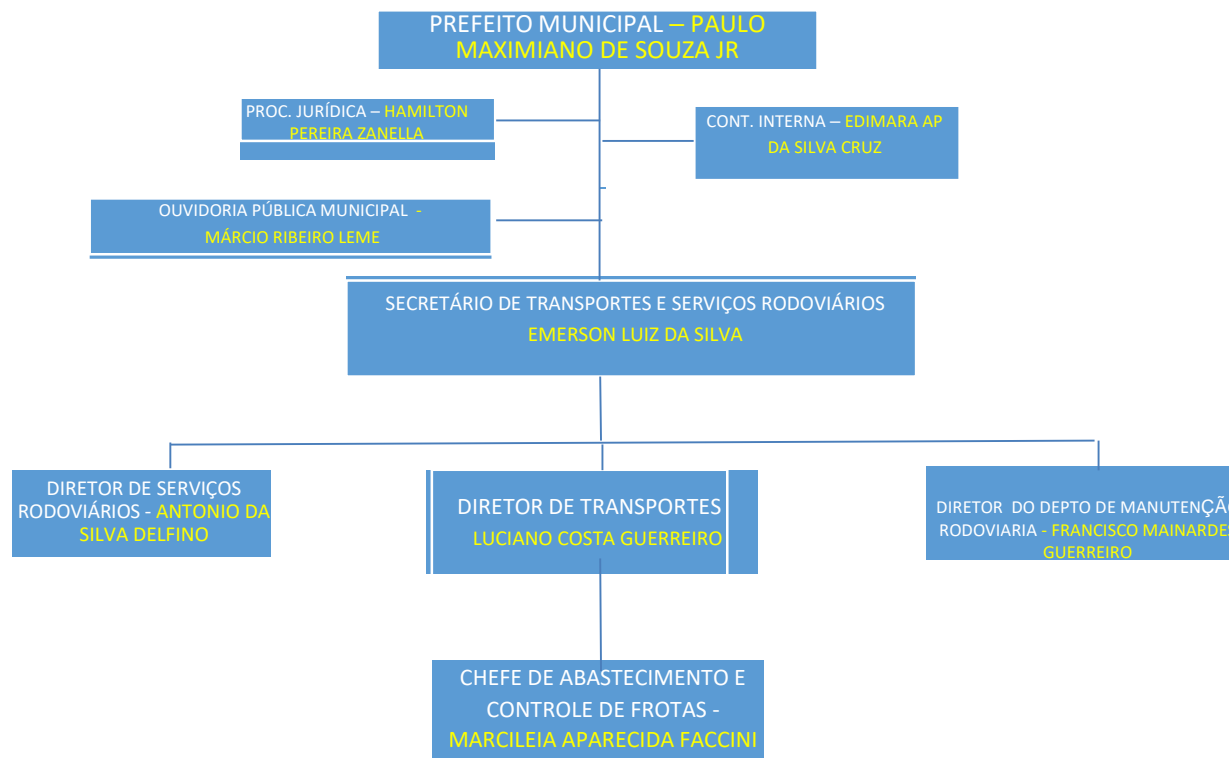 PREFEITO MUNICIPAL – PAULO
MAXIMIANO DE SOUZA JR
PROC. JURÍDICA – HAMILTON
PEREIRA ZANELLA
CONT. INTERNA – EDIMARA AP
DA SILVA CRUZ
OUVIDORIA PÚBLICA MUNICIPAL -
MÁRCIO RIBEIRO LEME
SECRETÁRIO DE TRANSPORTES E SERVIÇOS RODOVIÁRIOS
EMERSON LUIZ DA SILVA
DIRETOR DE SERVIÇOS
RODOVIÁRIOS - ANTONIO DA
SILVA DELFINO
DIRETOR DE TRANSPORTES
LUCIANO COSTA GUERREIRO
DIRETOR DO DEPTO DE MANUTENÇÃO
RODOVIARIA - FRANCISCO MAINARDE
GUERREIRO
CHEFE DE ABASTECIMENTO E
CONTROLE DE FROTAS -
MARCILEIA APARECIDA FACCINI